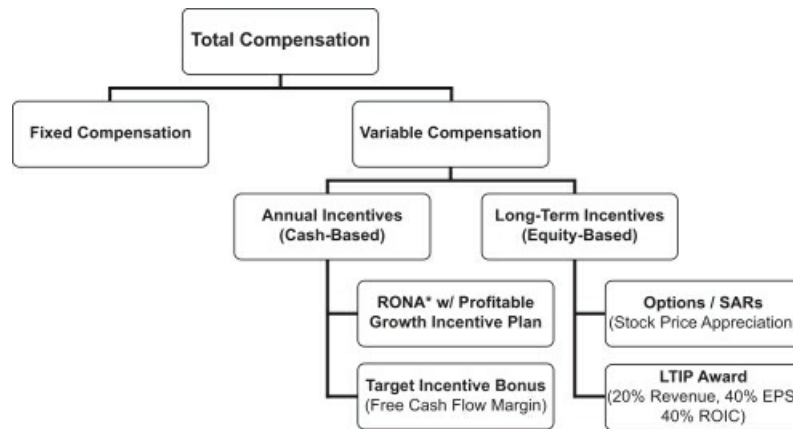 Total Compensation
Fixed Compensation
Variable Compensation
Annual Incentives
(Cash-Based)
Long-Term Incentives
(Equity-Based)
RONA* w/ Profitable
Growth Incentive Plan
Options / SARs
(Stock Price Appreciation
Target Incentive Bonus
(Free Cash Flow Margin)
LTIP Award
(20% Revenue, 40% EPS
40% ROIC)